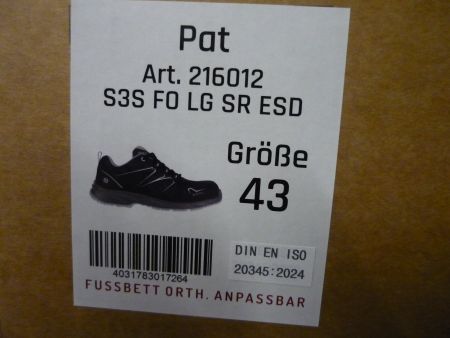 Pat
Art. 216012
S3S FO LG SR ESD
Größe
43
4031783017264
DIN EN ISO
20345:2024
FUSSBETT ORTH. ANPASSBAR